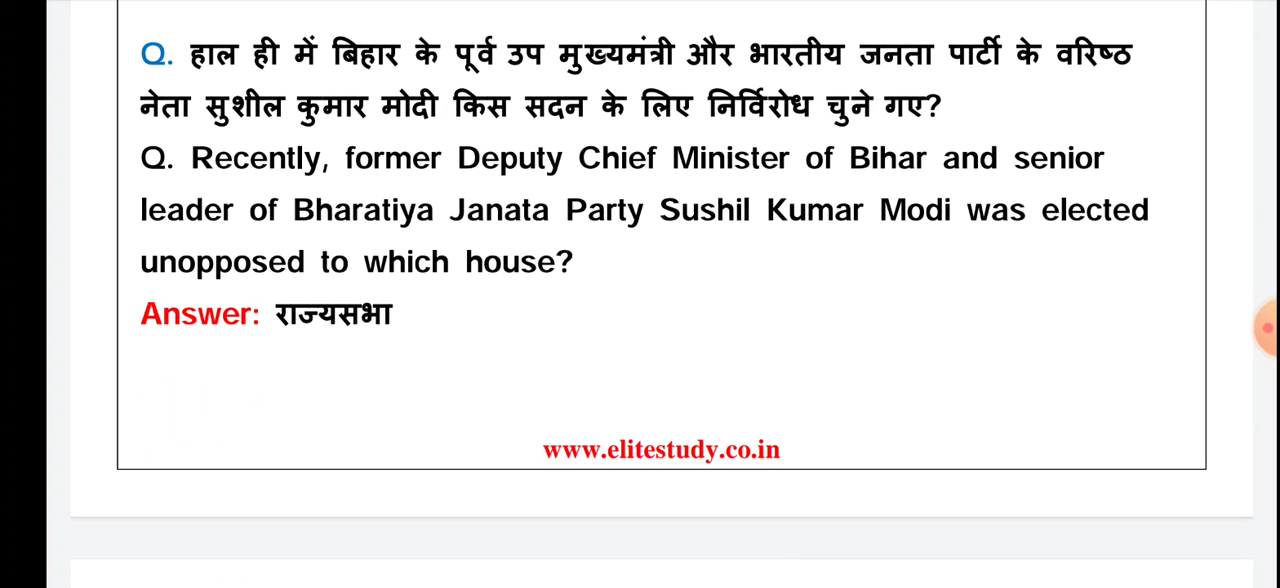 Q. हाल ही में बिहार के पूर्व उप मुख्यमंत्री और भारतीय जनता पार्टी के वरिष्ठ
नेता सुशील कुमार मोदी किस सदन के लिए निर्विरोध चुने गए?
Q. Recently, former Deputy Chief Minister of Bihar and senior
leader of Bharatiya Janata Party Sushil Kumar Modi was elected
unopposed to which house?
Answer: राज्यसभा
www.elitestudy.co.in